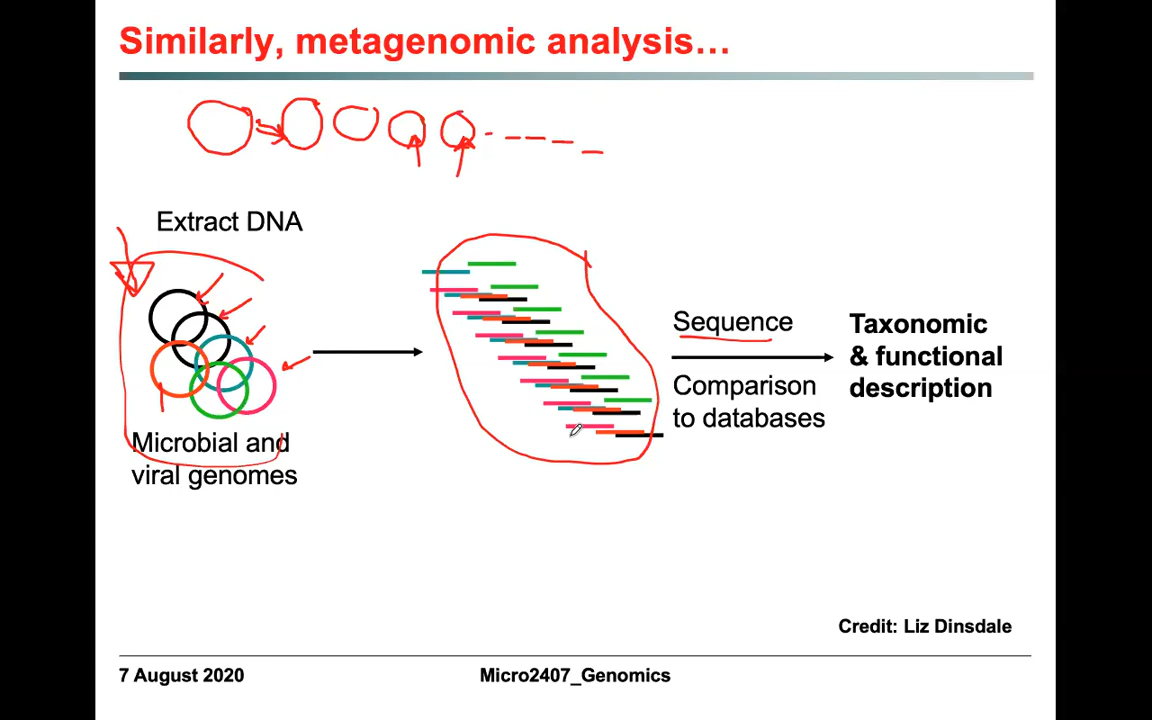 Similarly, metagenomic analysis…
Extract DNA
Microbial and
viral genomes
Sequence
Comparison
to databases
Taxonomic
& functional
description
Credit: Liz Dinsdale
7 August 2020
Micro2407_Genomics